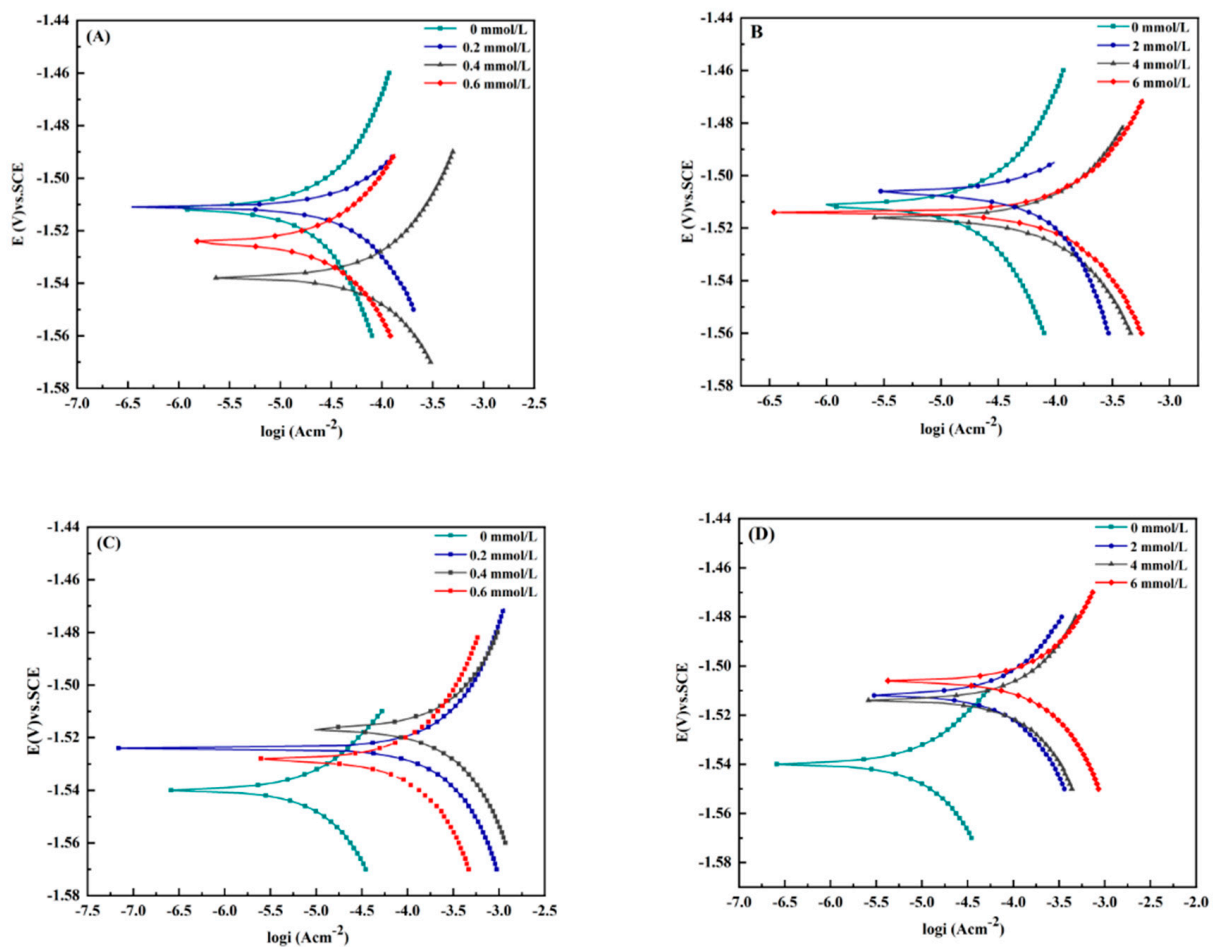 (A)
0 mmol/L
0.2 mmol/L
0.4 mmol/L
0.6 mmol/L
-1.44
-1.46
-1.48
-1.50
-1.52
-1.54
-1.56
-1.58
E (V)vs.SCE
-7.0 -6.5 -6.0 -5.5 -5.0 -4.5 -4.0 -3.5 -3.0 -2.5
logi (Acm-2)
B
0 mmol/L
2 mmol/L
4 mmol/L
6 mmol/L
-1.44
-1.46
-1.48
-1.50
-1.52
-1.54
-1.56
-1.58
E (V)vs.SCE
-6.5 -6.0 -5.5 -5.0 -4.5 -4.0 -3.5 -3.0
logi (Acm-2)
(C)
0 mmol/L
0.2 mmol/L
0.4 mmol/L
0.6 mmol/L
-1.44
-1.46
-1.48
-1.50
-1.52
-1.54
-1.56
-1.58
E(V)vs.SCE
-7.5 -7.0 -6.5 -6.0 -5.5 -5.0 -4.5 -4.0 -3.5 -3.0 -2.5
logi (Acm-2)
(D)
0 mmol/L
2 mmol/L
4 mmol/L
6 mmol/L
-1.44
-1.46
-1.48
-1.50
-1.52
-1.54
-1.56
-1.58
-1.59
E(V)vs.SCE
-7.0 -6.5 -6.0 -5.5 -5.0 -4.5 -4.0 -3.5 -3.0 -2.5 -2.0
logi (Acm-2)